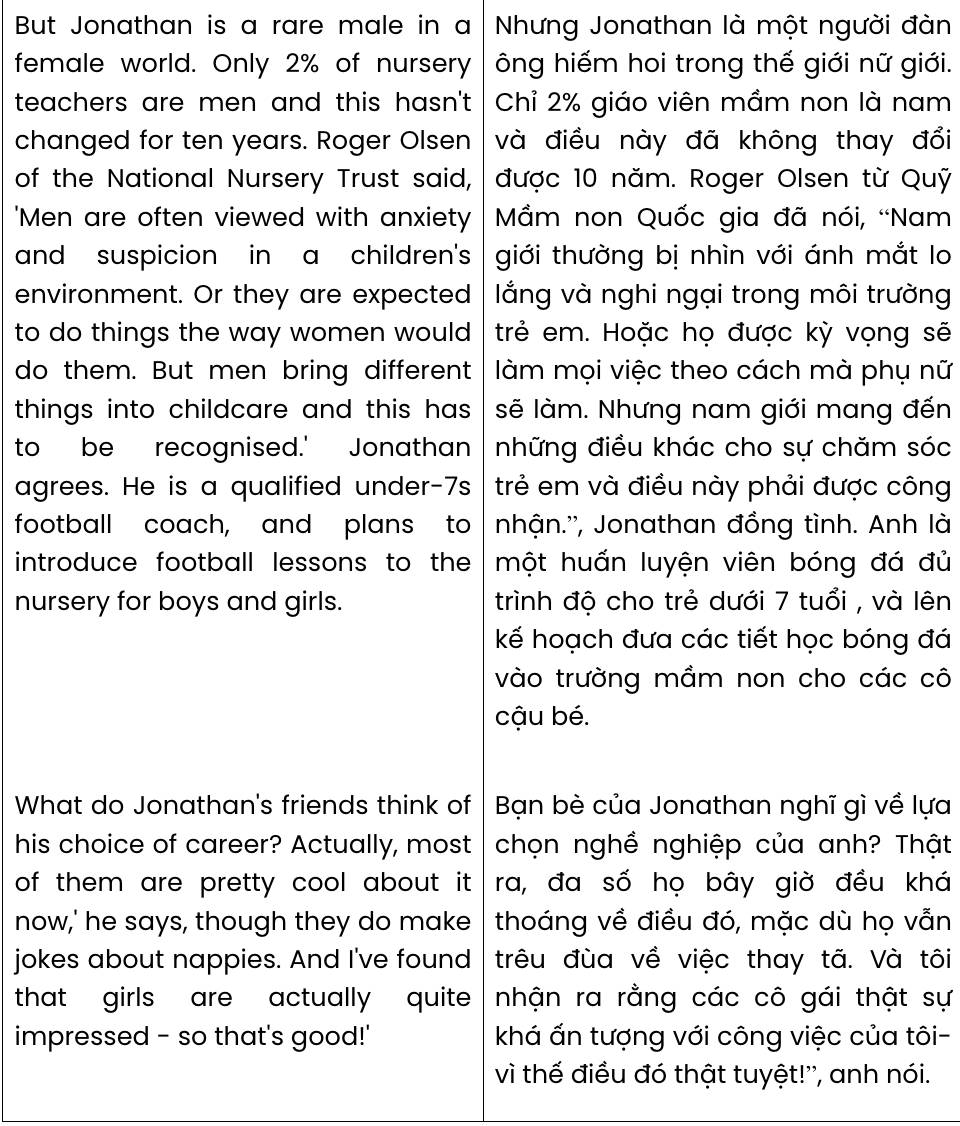 But Jonathan is a rare male in a
female world. Only 2% of nursery
teachers are men and this hasn't
changed for ten years. Roger Olsen
of the National Nursery Trust said,
'Men are often viewed with anxiety
and suspicion in a children's
environment. Or they are expected
to do things the way women would
do them. But men bring different
things into childcare and this has
to be recognised.' Jonathan
agrees. He is a qualified under-7s
football coach, and plans to
introduce football lessons to the
nursery for boys and girls.
What do Jonathan's friends think of
his choice of career? Actually, most
of them are pretty cool about it
now,' he says, though they do make
jokes about nappies. And I've found
that girls are actually quite
impressed - so that's good!'
Nhưng Jonathan là một người đàn
ông hiếm hoi trong thế giới nữ giới.
Chỉ 2% giáo viên mầm non là nam
và điều này đã không thay đổi
được 10 năm. Roger Olsen từ Quỹ
Mầm non Quốc gia đã nói, “Nam
giới thường bị nhìn với ánh mắt lo
lắng và nghi ngại trong môi trường
trẻ em. Hoặc họ được kỳ vọng sẽ
làm mọi việc theo cách mà phụ nữ
sẽ làm. Nhưng nam giới mang đến
những điều khác cho sự chăm sóc
trẻ em và điều này phải được công
nhận.”, Jonathan đồng tình. Anh là
một huấn luyện viên bóng đá đủ
trình độ cho trẻ dưới 7 tuổi , và lên
kế hoạch đưa các tiết học bóng đá
vào trường mầm non cho các cô
cậu bé.
Bạn bè của Jonathan nghĩ gì về lựa
chọn nghề nghiệp của anh? Thật
ra, đa số họ bây giờ đều khá
thoáng về điều đó, mặc dù họ vẫn
trêu đùa về việc thay tã. Và tôi
nhận ra rằng các cô gái thật sự
khá ấn tượng với công việc của tôi-
vì thế điều đó thật tuyệt!”, anh nói.